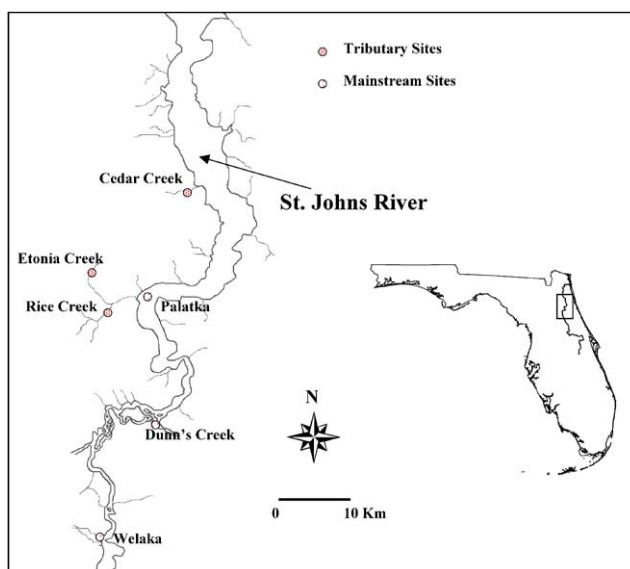 Tributary Sites
Mainstream Sites
Cedar Creek
St. Johns River
Etonia Creek
Rice Creek
Palatka
Dunn's Creek
N
0 10 Km
Welaka